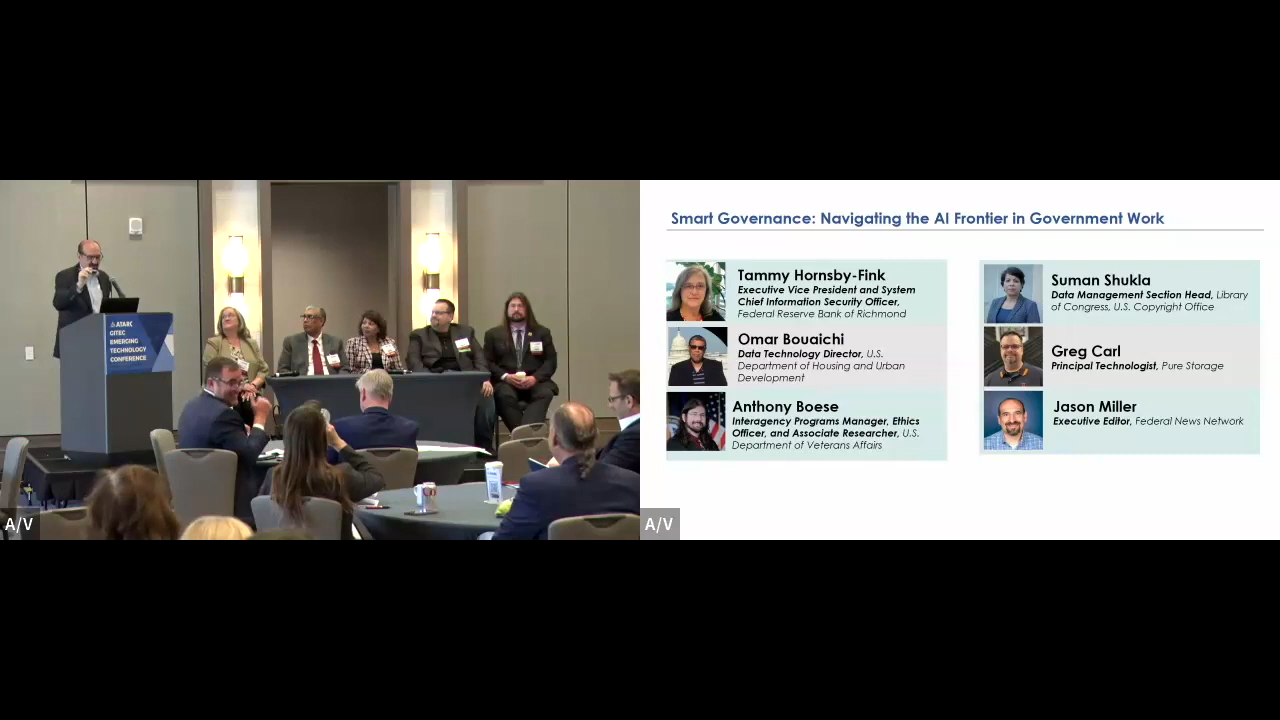 ATARC
GITEC
EMERGING
TECHNOLOGY
CONFERENCE
A/V
Smart Governance: Navigating the AI Frontier in Government Work
Tammy Hornsby-Fink
Executive Vice President and System
Chief Information Security Officer,
Federal Reserve Bank of Richmond
Omar Bouaichi
Data Technology Director, U.S.
Department of Housing and Urban
Development
Anthony Boese
Interagency Programs Manager, Ethics
Officer, and Associate Researcher, U.S.
Department of Veterans Affairs
Suman Shukla
Data Management Section Head, Library
of Congress, U.S. Copyright Office
Greg Carl
Principal Technologist, Pure Storage
Jason Miller
Executive Editor, Federal News Network
A/V